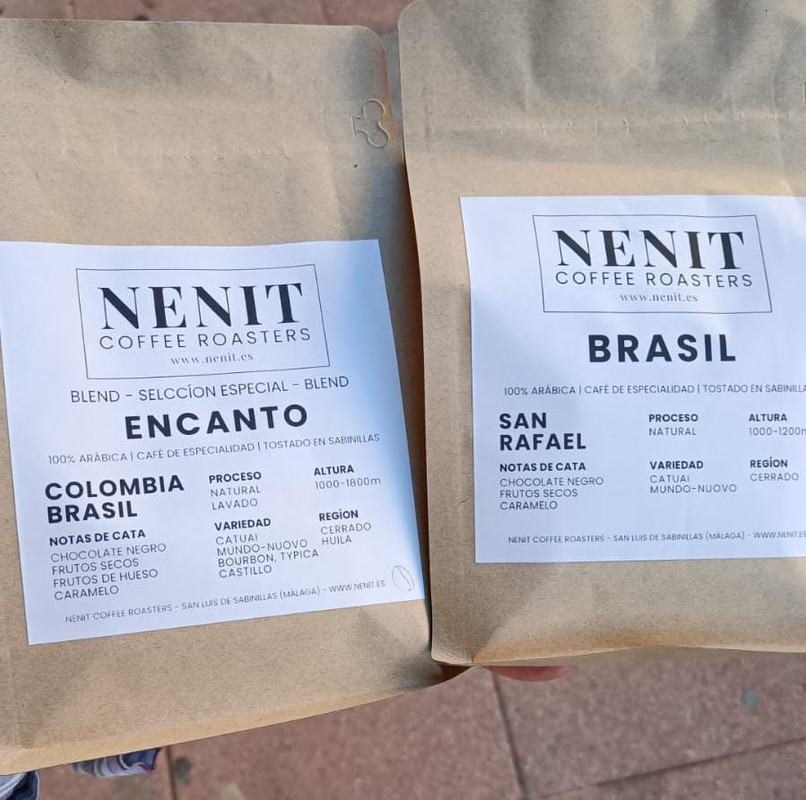 NENIT
COFFEE ROASTERS
www.nenit.es
BLEND - SELCCÍON ESPECIAL - BLEND
ENCANTO
100% ARÁBICA | CAFÉ DE ESPECIALIDAD | TOSTADO EN SABINILLAS
COLOMBIA
BRASIL
NOTAS DE CATA
CHOCOLATE NEGRO
FRUTOS SECOS
FRUTOS DE HUESO
CARAMELO
PROCESO
NATURAL
LAVADO
VARIEDAD
CATUAI
MUNDO-NUOVO
BOURBON, TYPICA
CASTILLO
ALTURA
1000-1800m
REGÍON
CERRADO
HUILA
NENIT COFFEE ROASTERS - SAN LUIS DE SABINILLAS (MÁLAGA) - WWW.NENIT.ES
NENIT
COFFEE ROASTERS
www.nenit.es
BRASIL
100% ARÁBICA | CAFÉ DE ESPECIALIDAD | TOSTADO EN SABINILLA
SAN
RAFAEL
NOTAS DE CATA
CHOCOLATE NEGRO
FRUTOS SECOS
CARAMELO
PROCESO
NATURAL
VARIEDAD
CATUAI
MUNDO-NUOVO
ALTURA
1000-1200m
REGÍON
CERRADO
NENIT COFFEE ROASTERS - SAN LUIS DE SABINILLAS (MALAGA) - WWW.NENIT.ES